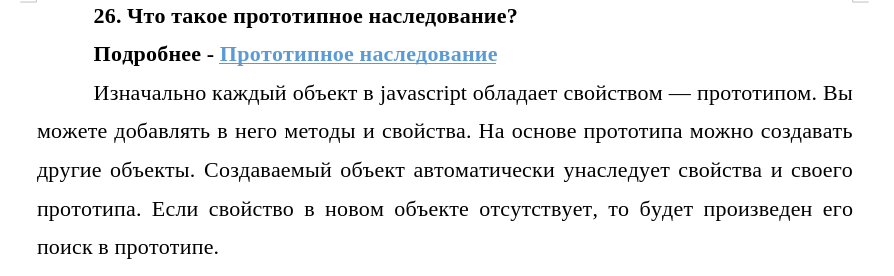 26. Что такое прототипное наследование?
Подробнее - Прототипное наследование
Изначально каждый объект в javascript обладает свойством — прототипом. Вы
можете добавлять в него методы и свойства. На основе прототипа можно создавать
другие объекты. Создаваемый объект автоматически унаследует свойства и своего
прототипа. Если свойство в новом объекте отсутствует, то будет произведен его
поиск в прототипе.